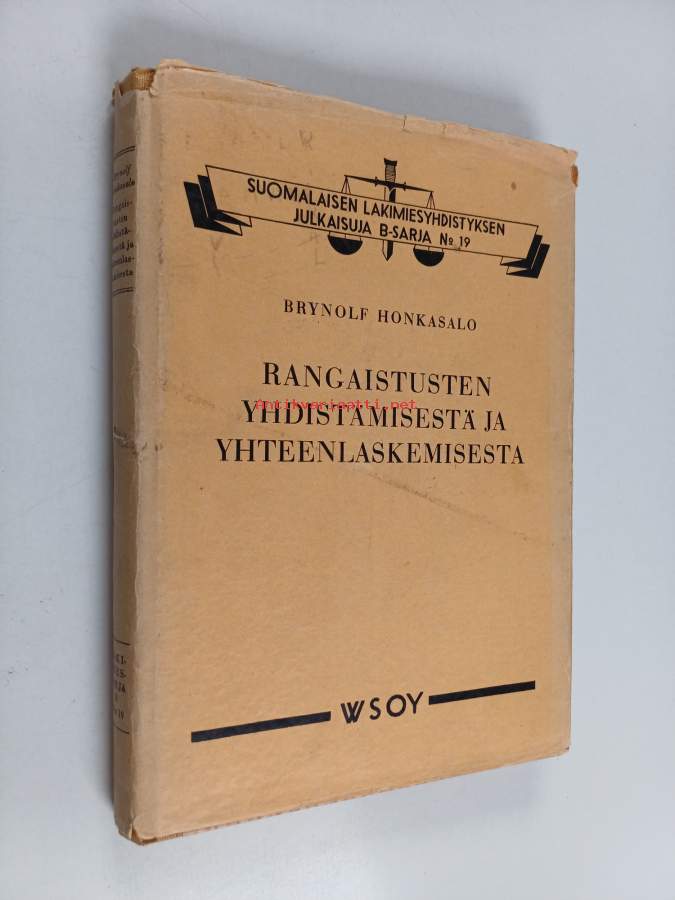 SUOMALAISEN LAKIMIESYHDISTYKSEN
JULKAISUJA B-SARJA No 19
BRYNOLF HONKASALO
RANGAISTUSTEN
Antikvariaatti.net
YHDISTÄMISESTÄ JA
YHTEENLASKEMISESTA
WSOY